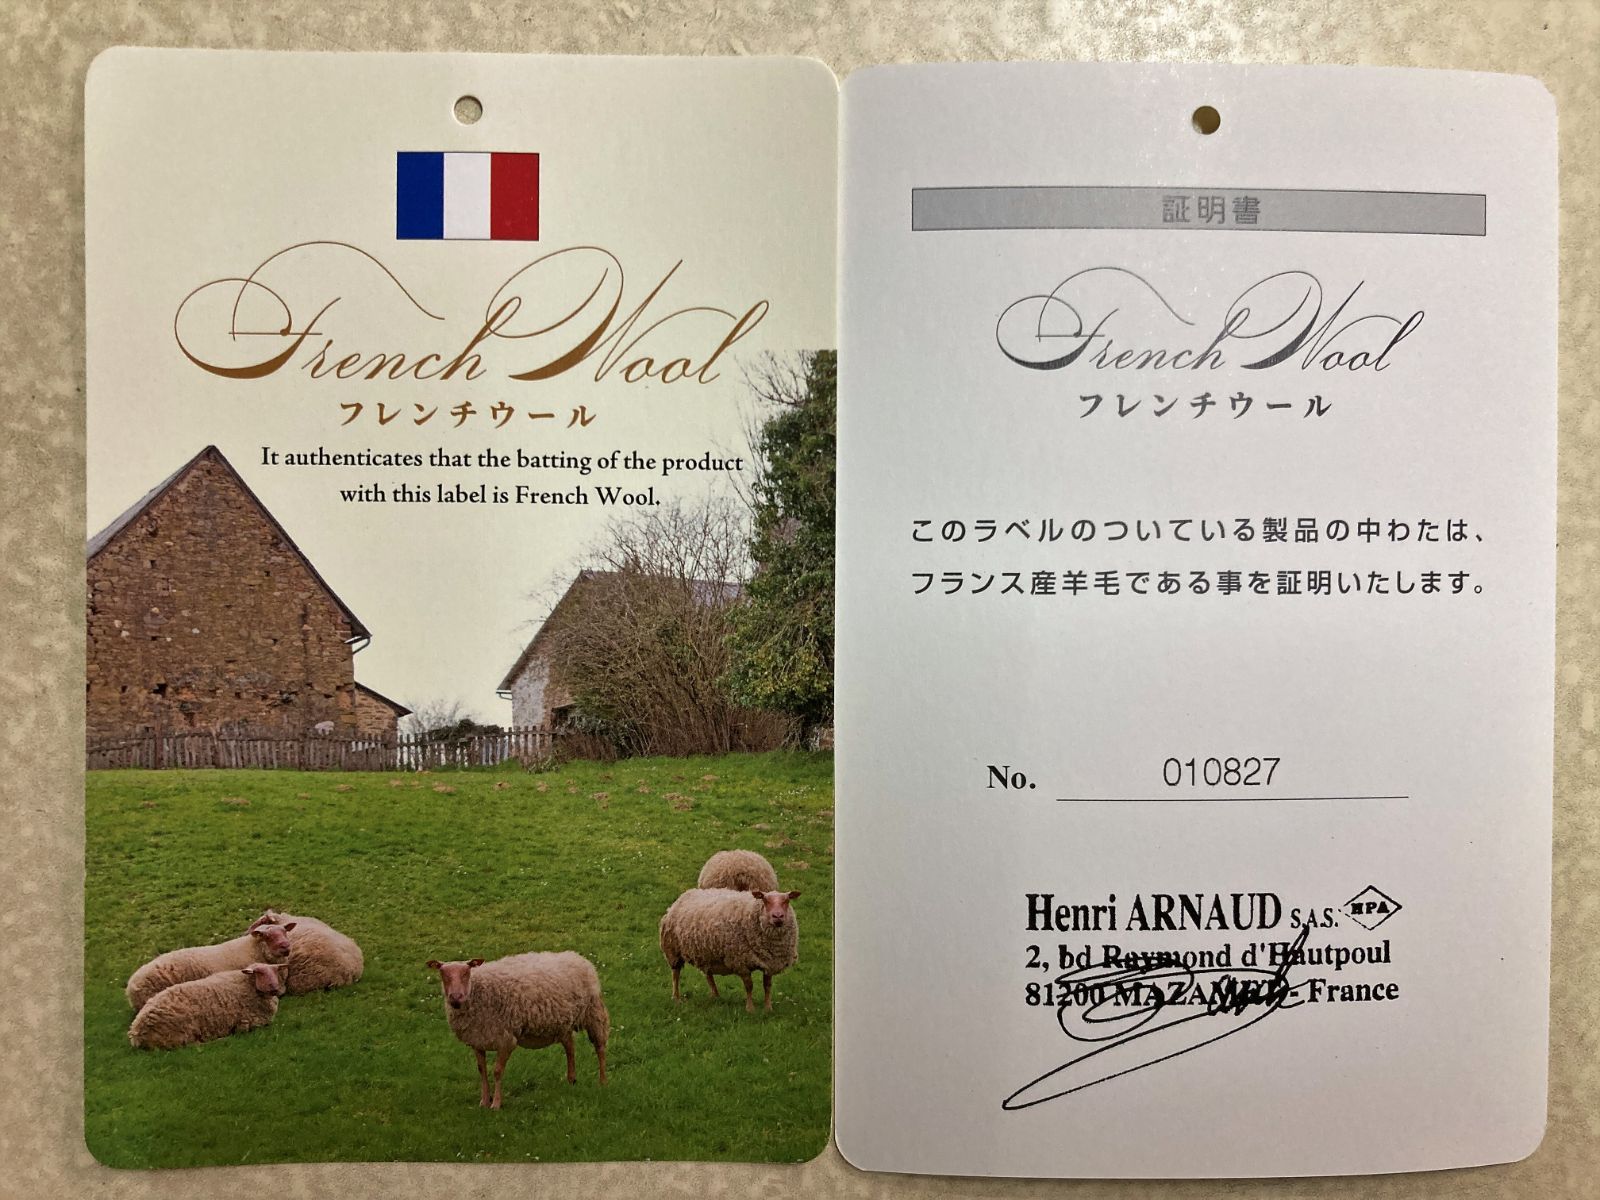 French Wool
フレンチウール
It authenticates that the batting of the product
with this label is French Wool.
証明書
French Wool
フレンチウール
このラベルのついている製品の中わたは、
フランス産羊毛である事を証明いたします。
No. 010827
Henri ARNAUD S.A.S. HPA
2, bd Raymond d'Hautpoul
81200 MAZAMET - France